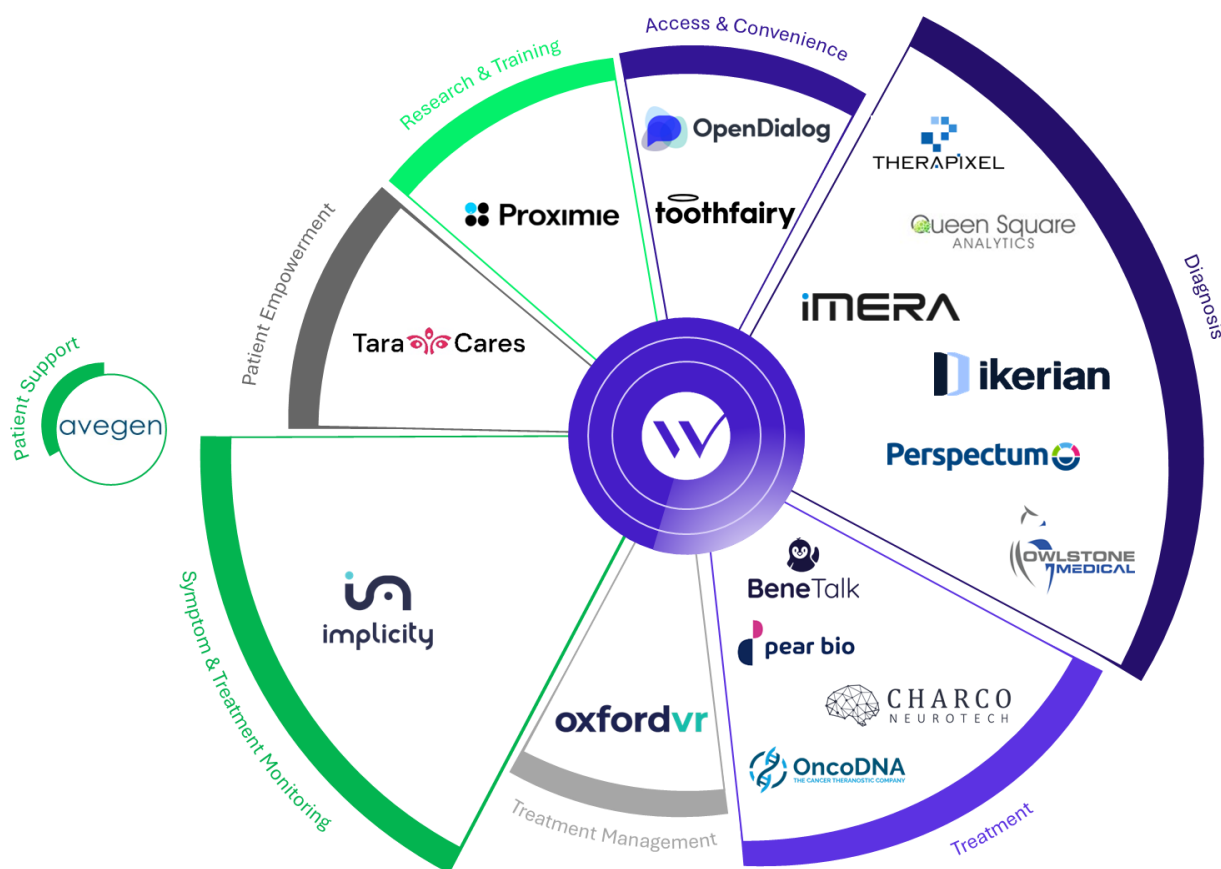 Access & Convenience
Research & Training
OpenDialog
THERAPIXEL
Proximie
toothfairy
Queen Square
ANALYTICS
Diagnosis
Patient Empowerment
iMERA
Tara Cares
ikerian
Patient Support
avegen
W
Perspectum
OWLSTONE
MEDICAL
BeneTalk
implicity
pear bio
Symptom & Treatment Monitoring
oxfordvr
CHARCO
NEUROTECH
OncoDNA
THE CANCER THERANOSTIC COMPANY
Treatment Management
Treatment